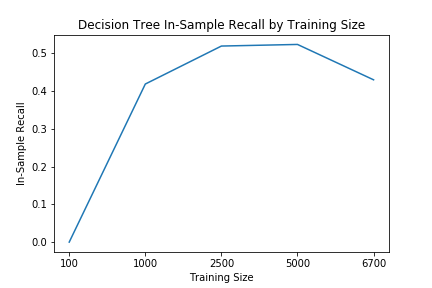 Decision Tree In-Sample Recall by Training Size
In-Sample Recall
0.5
0.4
0.3
0.2
0.1
0.0
100 1000 2500 5000 6700
Training Size